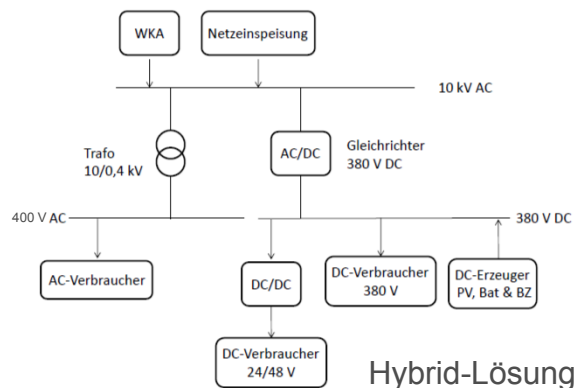 WKA
Netzeinspeisung
10 kV AC
Trafo
10/0,4 kV
AC/DC
Gleichrichter
380 V DC
400 V AC
380 V DC
AC-Verbraucher
DC/DC
DC-Verbraucher
380 V
DC-Erzeuger
PV, Bat & BZ
DC-Verbraucher
24/48 V
Hybrid-Lösung